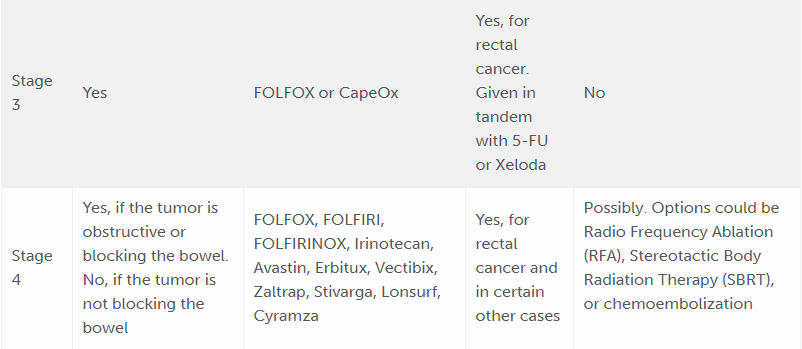 Stage
3
Yes
FOLFOX or CapeOx
Yes, for
rectal
cancer.
Given in
tandem
with 5-FU
or Xeloda
No
Stage
4
Yes, if the tumor is
obstructive or
blocking the bowel.
No, if the tumor is
not blocking the
bowel
FOLFOX, FOLFIRI,
FOLFIRINOX, Irinotecan,
Avastin, Erbitux, Vectibix,
Zaltrap, Stivarga, Lonsurf,
Cyramza
Yes, for
rectal
cancer and
in certain
other cases
Possibly. Options could be
Radio Frequency Ablation
(RFA), Stereotactic Body
Radiation Therapy (SBRT),
or chemoembolization